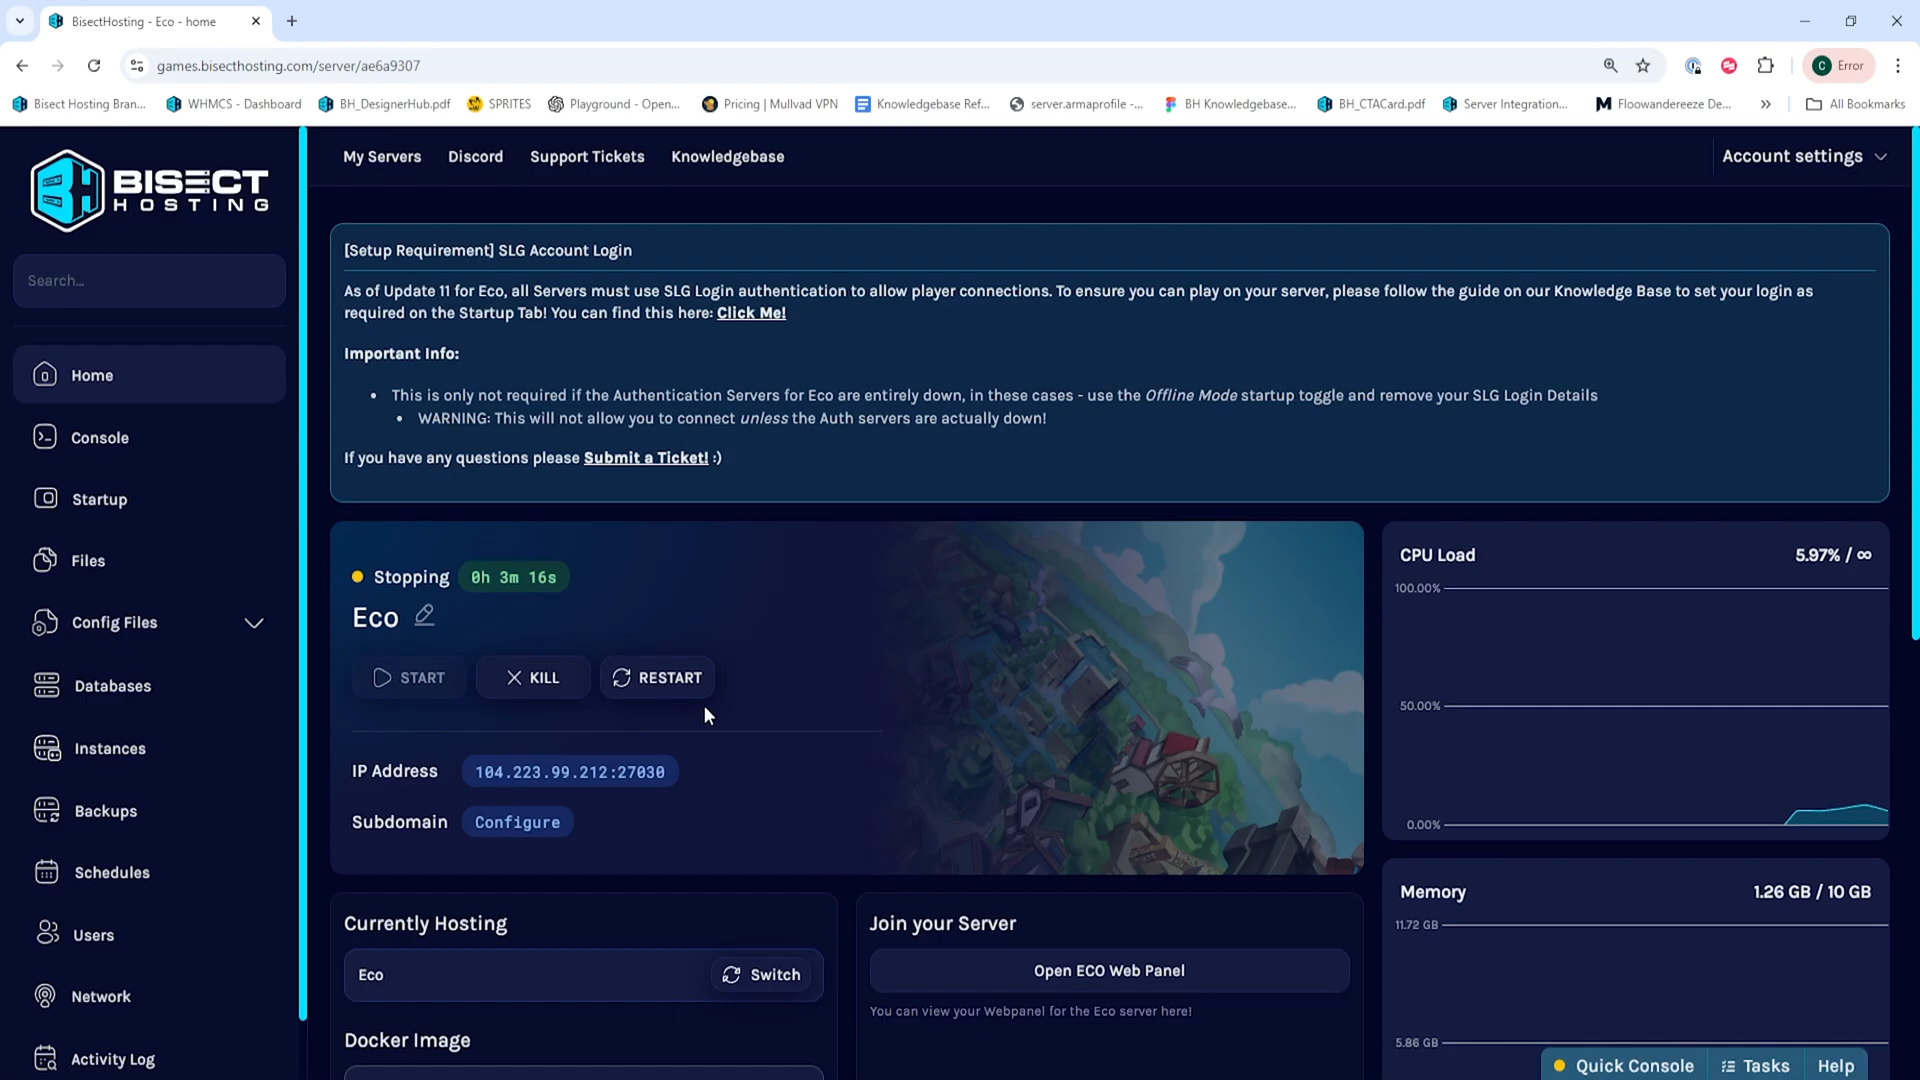 BisectHosting - Eco - home
games.bisecthosting.com/server/ae6a9307
C Error
Bisect Hosting Bran...
WHMCS - Dashboard
BH_DesignerHub.pdf
SPRITES
Playground - Open...
Pricing | Mullvad VPN
Knowledgebase Ref...
server.armaprofile -...
BH Knowledgebase...
BH_CTACard.pdf
Server Integration...
Floowandereeze De...
All Bookmarks
BISECT
HOSTING
My Servers
Discord
Support Tickets
Knowledgebase
Account settings
Search...
Home
Console
Startup
Files
Config Files
Databases
Instances
Backups
Schedules
Users
Network
Activity Log
[Setup Requirement] SLG Account Login
As of Update 11 for Eco, all Servers must use SLG Login authentication to allow player connections. To ensure you can play on your server, please follow the guide on our Knowledge Base to set your login as
required on the Startup Tab! You can find this here: Click Me!
Important Info:
• This is only not required if the Authentication Servers for Eco are entirely down, in these cases - use the Offline Mode startup toggle and remove your SLG Login Details
• WARNING: This will not allow you to connect unless the Auth servers are actually down!
If you have any questions please Submit a Ticket! :)
Stopping 0h 3m 16s
Eco
START
KILL
RESTART
IP Address 104.223.99.212:27030
Subdomain Configure
CPU Load 5.97% / ∞
100.00%
50.00%
0.00%
Memory 1.26 GB / 10 GB
11.72 GB
5.86 GB
Currently Hosting
Eco
Switch
Docker Image
Join your Server
Open ECO Web Panel
You can view your Webpanel for the Eco server here!
Quick Console
Tasks
Help